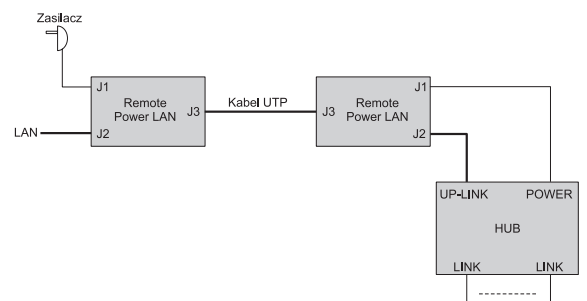 Zasilacz
J1
Remote
Power LAN
J3
LAN
J2
Kabel UTP
J3
Remote
Power LAN
J1
J2
UP-LINK
POWER
HUB
LINK
LINK